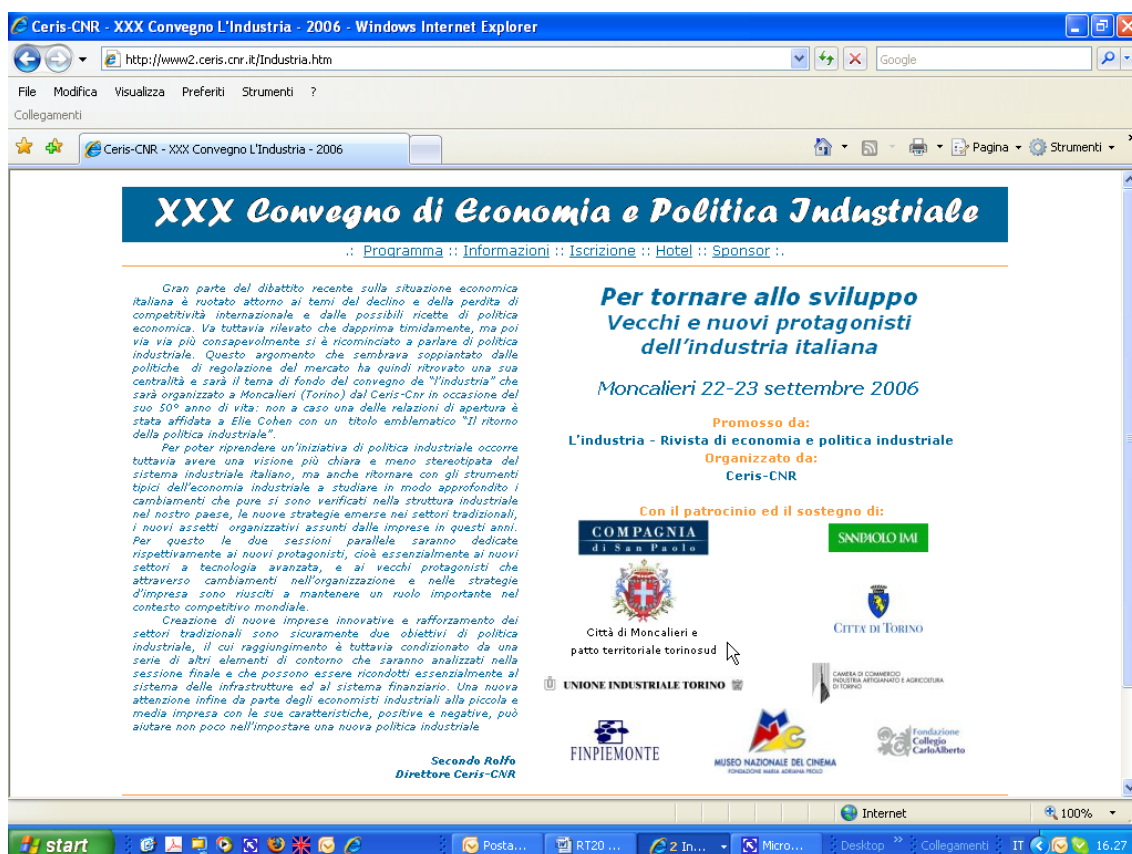 Ceris-CNR - XXX Convegno L'Industria - 2006 - Windows Internet Explorer
http://www2.ceris.cnr.it/Industria.htm
Google
File Modifica Visualizza Preferiti Strumenti ?
Collegamenti
Ceris-CNR - XXX Convegno L'Industria - 2006
Pagina
Strumenti
XXX Convegno di Economia e Politica Industriale
.: Programma :: Informazioni :: Iscrizione :: Hotel :: Sponsor :.
Gran parte del dibattito recente sulla situazione economica
italiana è ruotato attorno ai temi del declino e della perdita di
competitività internazionale e dalle possibili ricette di politica
economica. Va tuttavia rilevato che dapprima timidamente, ma poi
via via più consapevolmente si è ricominciato a parlare di politica
industriale. Questo argomento che sembrava soppiantato dalle
politiche di regolazione del mercato ha quindi ritrovato una sua
centralità e sarà il tema di fondo del convegno de "l'industria" che
sarà organizzato a Moncalieri (Torino) dal Ceris-Cnr in occasione del
suo 50° anno di vita: non a caso una delle relazioni di apertura è
stata affidata a Elie Cohen con un titolo emblematico "Il ritorno
della politica industriale".
Per poter riprendere un'iniziativa di politica industriale occorre
tuttavia avere una visione più chiara e meno stereotipata del
sistema industriale italiano, ma anche ritornare con gli strumenti
tipici dell'economia industriale a studiare in modo approfondito i
cambiamenti che pure si sono verificati nella struttura industriale
nel nostro paese, le nuove strategie emerse nei settori tradizionali,
i nuovi assetti organizzativi assunti dalle imprese in questi anni.
Per questo le due sessioni parallele saranno dedicate
rispettivamente ai nuovi protagonisti, cioè essenzialmente ai nuovi
settori a tecnologia avanzata, e ai vecchi protagonisti che
attraverso cambiamenti nell'organizzazione e nelle strategie
d'impresa sono riusciti a mantenere un ruolo importante nel
contesto competitivo mondiale.
Creazione di nuove imprese innovative e rafforzamento dei
settori tradizionali sono sicuramente due obiettivi di politica
industriale, il cui raggiungimento è tuttavia condizionato da una
serie di altri elementi di contorno che saranno analizzati nella
sessione finale e che possono essere ricondotti essenzialmente al
sistema delle infrastrutture ed al sistema finanziario. Una nuova
attenzione infine da parte degli economisti industriali alla piccola e
media impresa con le sue caratteristiche, positive e negative, può
aiutare non poco nell'impostare una nuova politica industriale
Secondo Rolfo
Direttore Ceris-CNR
Per tornare allo sviluppo
Vecchi e nuovi protagonisti
dell'industria italiana
Moncalieri 22-23 settembre 2006
Promosso da:
L'industria - Rivista di economia e politica industriale
Organizzato da:
Ceris-CNR
Con il patrocinio ed il sostegno di:
COMPAGNIA
di San Paolo
SANPAOLO IMI
Città di Moncalieri e
patto territoriale torinosud
CITTA' DI TORINO
UNIONE INDUSTRIALE TORINO
CAMERA DI COMMERCIO
INDUSTRIA ARTIGIANATO E AGRICOLTURA
DI TORINO
FINPIEMONTE
MUSEO NAZIONALE DEL CINEMA
FONDAZIONE MARIA ADRIANA PROLO
Fondazione
Collegio
CarloAlberto
Internet
100%
start
Posta...
RT20 ...
2 In...
Micro...
Desktop
Collegamenti
IT
16.27